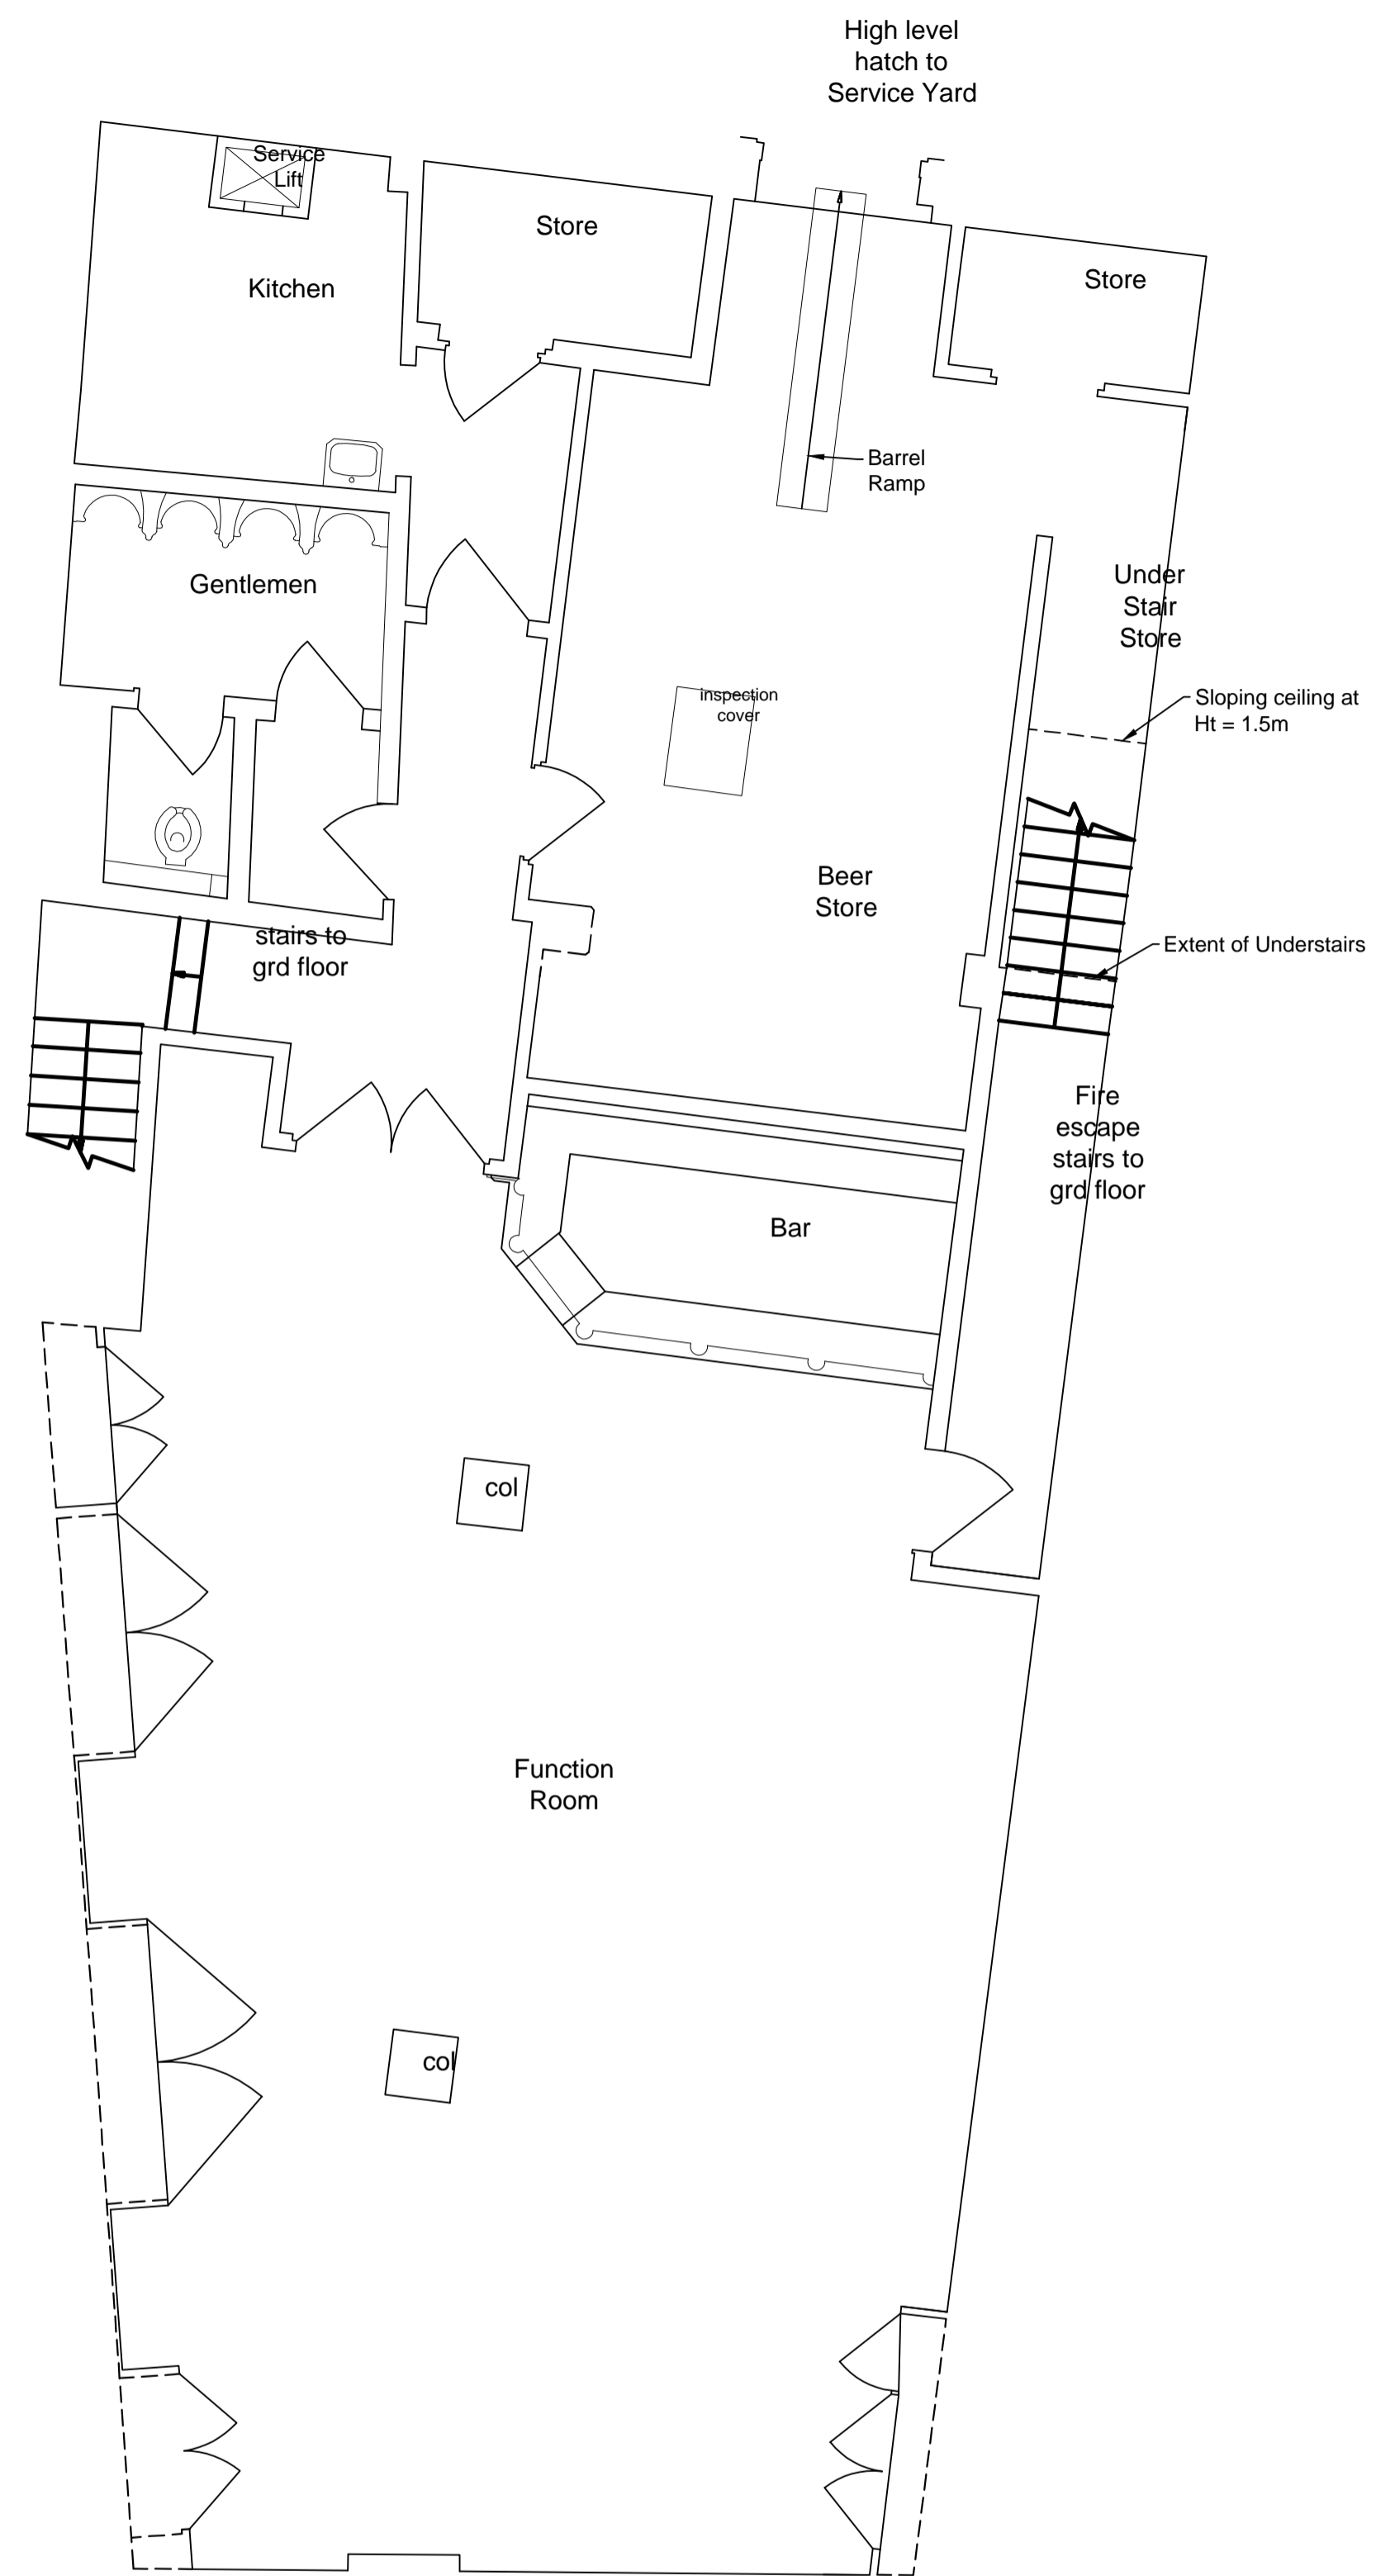 High level
hatch to
Service Yard
Service
Lift
Store
Kitchen
Store
Barrel
Ramp
Gentlemen
Under
Stair
Store
inspection
cover
Sloping ceiling at
Ht = 1.5m
Beer
Store
stairs to
grd floor
Extent of Understairs
Fire
escape
stairs to
grd floor
Bar
col
Function
Room
col